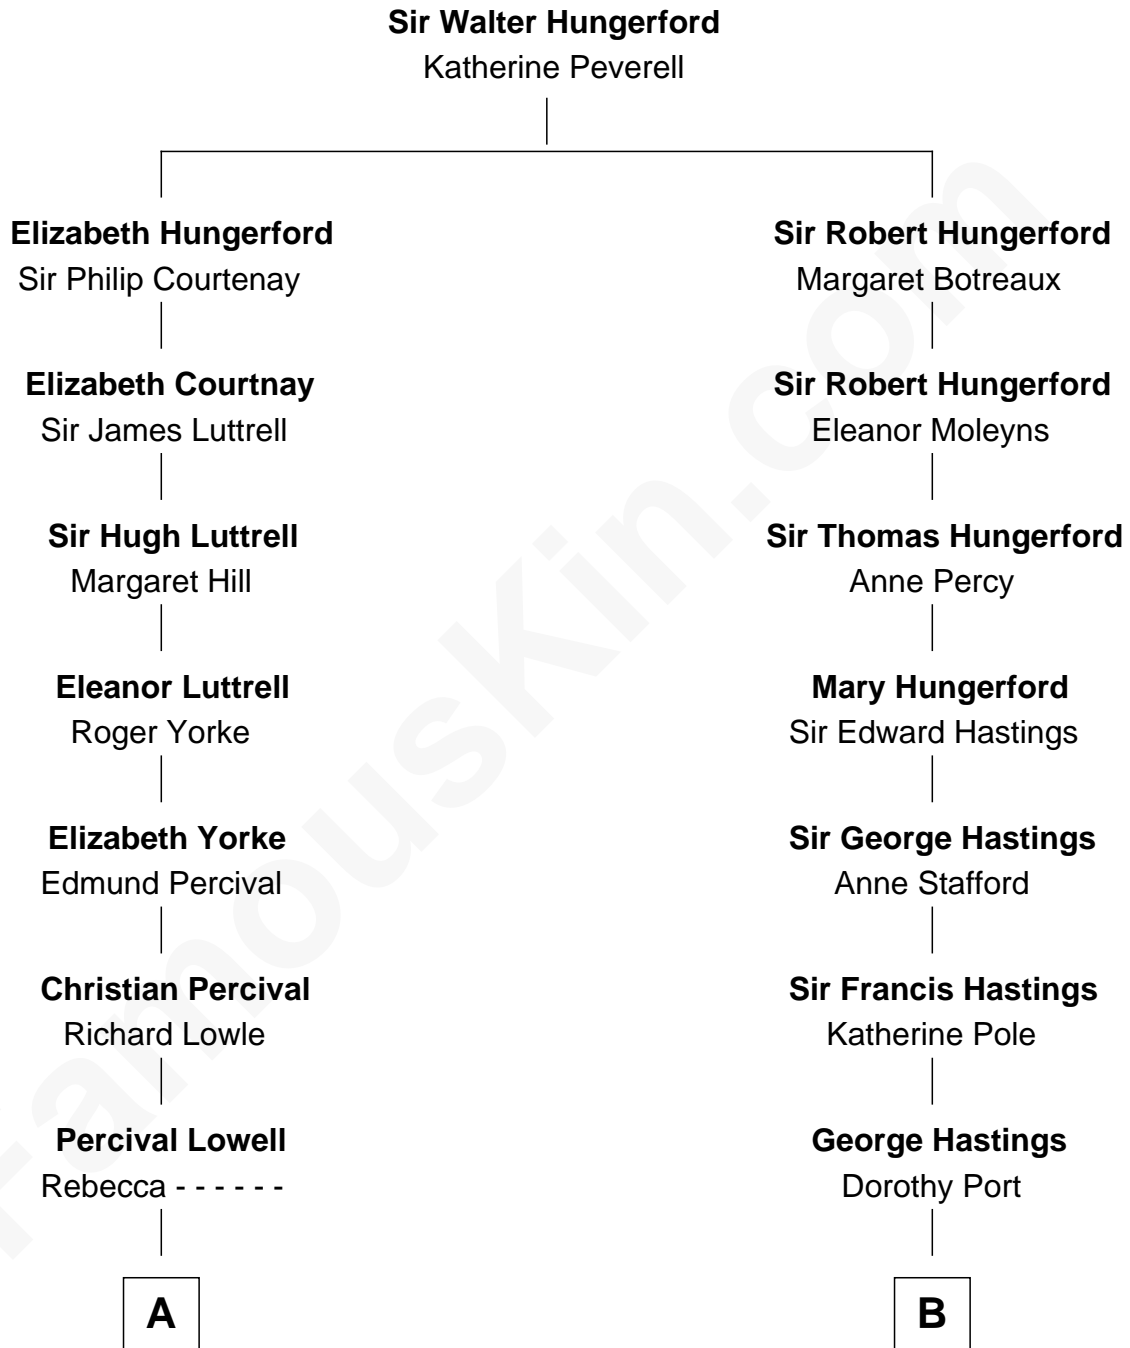 Sir Walter Hungerford
Katherine Peverell
Elizabeth Hungerford
Sir Philip Courtenay
Sir Robert Hungerford
Margaret Botreaux
Elizabeth Courtnay
Sir James Luttrell
Sir Robert Hungerford
Eleanor Moleyns
Sir Hugh Luttrell
Margaret Hill
Sir Thomas Hungerford
Anne Percy
Eleanor Luttrell
Roger Yorke
Mary Hungerford
Sir Edward Hastings
Elizabeth Yorke
Edmund Percival
Sir George Hastings
Anne Stafford
Christian Percival
Richard Lowle
Sir Francis Hastings
Katherine Pole
Percival Lowell
Rebecca - - - - - -
George Hastings
Dorothy Port
A
B
FamousKin.com